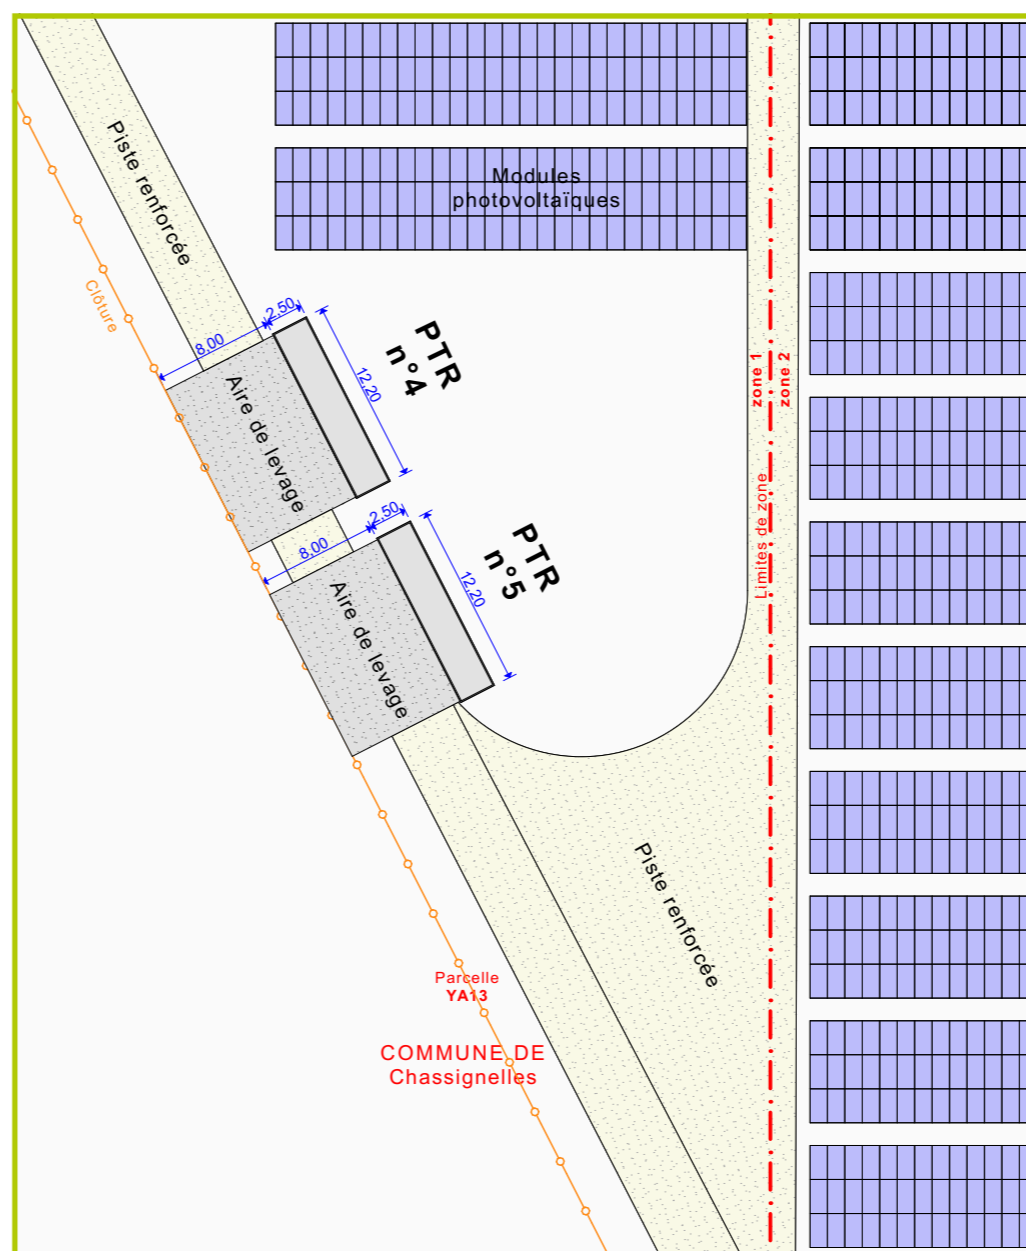 Piste renforcée
Modules
photovoltaïques
Clôture
2,50
8,00
12,20
PTR
n°4
Aire de levage
zone 1
zone 2
Limites de zone
2,50
8,00
12,20
PTR
n°5
Aire de levage
Piste renforcée
Parcelle
YA13
COMMUNE DE
Chassignelles